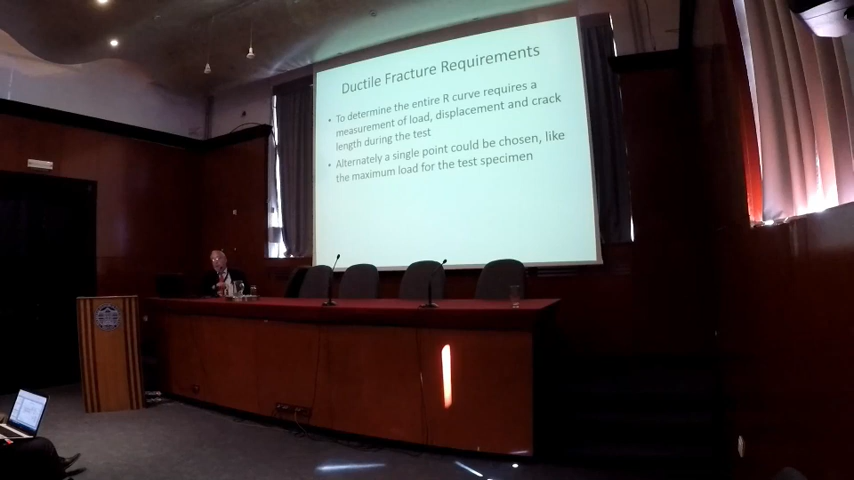 Ductile Fracture Requirements
• To determine the entire R curve requires a
measurement of load, displacement and crack
length during the test
• Alternately a single point could be chosen, like
the maximum load for the test specimen